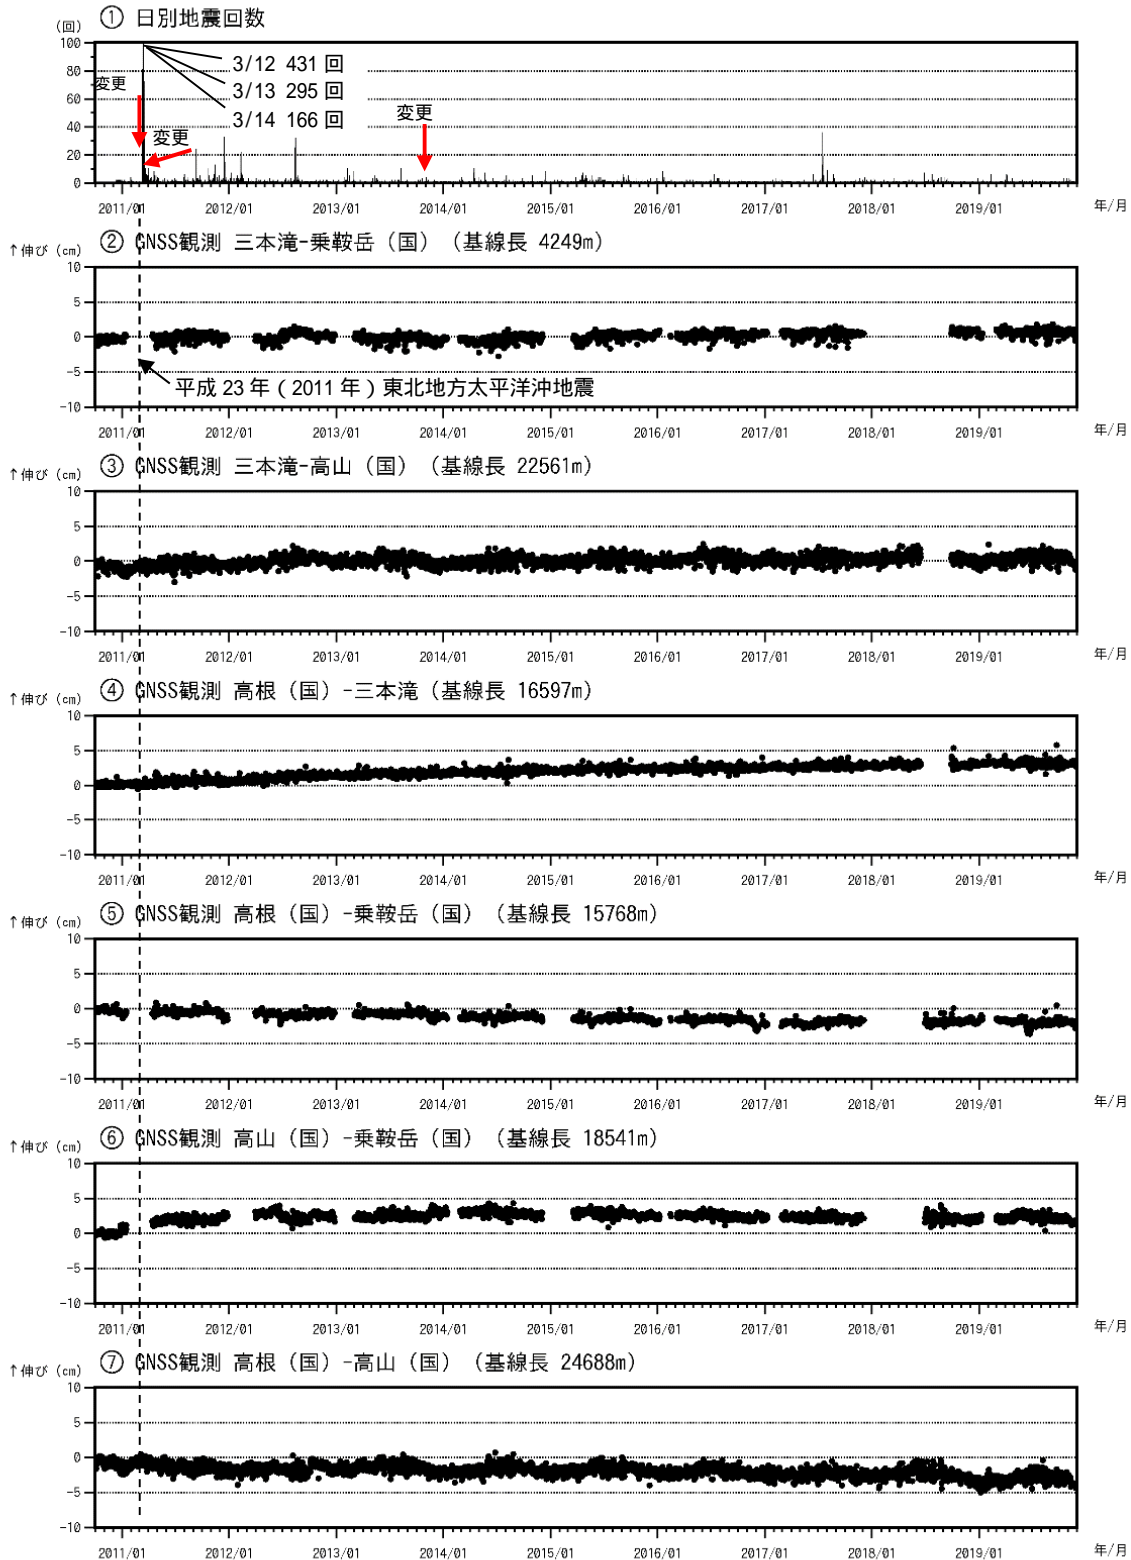 ① 日別地震回数
(回)
100
80
60
40
20
0
3/12 431 回
3/13 295 回
3/14 166 回
変更
変更
変更
2011/01 2012/01 2013/01 2014/01 2015/01 2016/01 2017/01 2018/01 2019/01 年/月
② GNSS観測 三本滝-乗鞍岳（国）（基線長 4249m）
↑伸び (cm)
10
5
0
-5
-10
平成 23 年 ( 2011 年 ) 東北地方太平洋沖地震
2011/01 2012/01 2013/01 2014/01 2015/01 2016/01 2017/01 2018/01 2019/01 年/月
③ GNSS観測 三本滝-高山（国）（基線長 22561m）
↑伸び (cm)
10
5
0
-5
-10
2011/01 2012/01 2013/01 2014/01 2015/01 2016/01 2017/01 2018/01 2019/01 年/月
④ GNSS観測 高根（国）-三本滝（基線長 16597m）
↑伸び (cm)
10
5
0
-5
-10
2011/01 2012/01 2013/01 2014/01 2015/01 2016/01 2017/01 2018/01 2019/01 年/月
⑤ GNSS観測 高根（国）-乗鞍岳（国）（基線長 15768m）
↑伸び (cm)
10
5
0
-5
-10
2011/01 2012/01 2013/01 2014/01 2015/01 2016/01 2017/01 2018/01 2019/01 年/月
⑥ GNSS観測 高山（国）-乗鞍岳（国）（基線長 18541m）
↑伸び (cm)
10
5
0
-5
-10
2011/01 2012/01 2013/01 2014/01 2015/01 2016/01 2017/01 2018/01 2019/01 年/月
⑦ GNSS観測 高根（国）-高山（国）（基線長 24688m）
↑伸び (cm)
10
5
0
-5
-10
2011/01 2012/01 2013/01 2014/01 2015/01 2016/01 2017/01 2018/01 2019/01 年/月